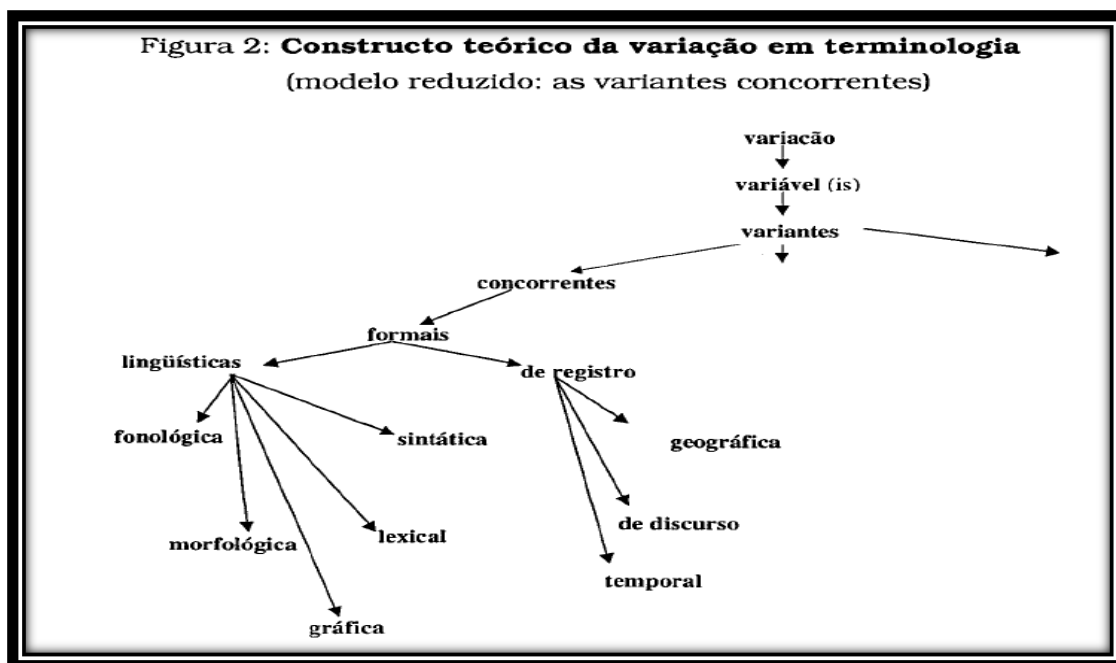 Figura 2: Constructo teórico da variação em terminologia
(modelo reduzido: as variantes concorrentes)
variacão
variável (is)
variantes
concorrentes
formais
lingüísticas
de registro
fonológica
sintática
geográfica
de discurso
morfológica
lexical
temporal
gráfica